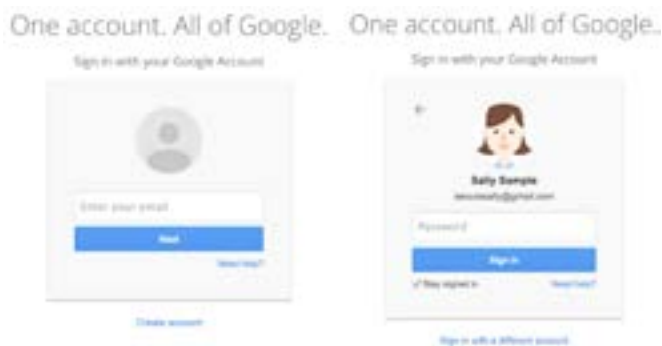 One account. All of Google.
Sign in with your Google Account
Enter your email
Next
Need help?
Create account
One account. All of Google.
Sign in with your Google Account
Sally Sample
Password
Sign in
Stay signed in
Need help?
Sign in with a different account